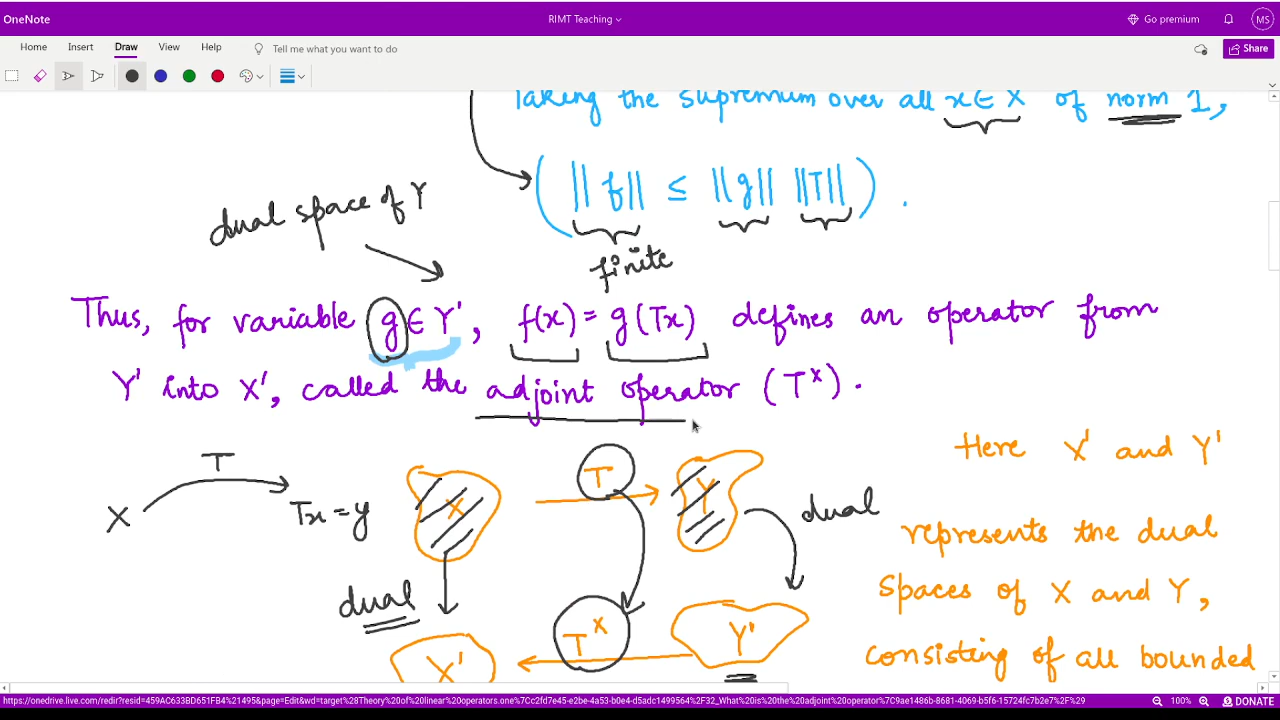 OneNote
RIMT Teaching
Go premium
MS
Home Insert Draw View Help Tell me what you want to do
Share
Taking the supremum over all x ∈ X of norm 1,
( ||f|| ≤ ||g|| ||T|| ) .
dual space of Y
finite
Thus, for variable g ∈ Y', f(x) = g(Tx) defines an operator from
Y' into X', called the adjoint operator (T^x).
T
X
Tx = y
X
T
Y
dual
dual
X'
T^x
Y'
Here X' and Y'
represents the dual
spaces of X and Y,
consisting of all bounded
100%
DONATE